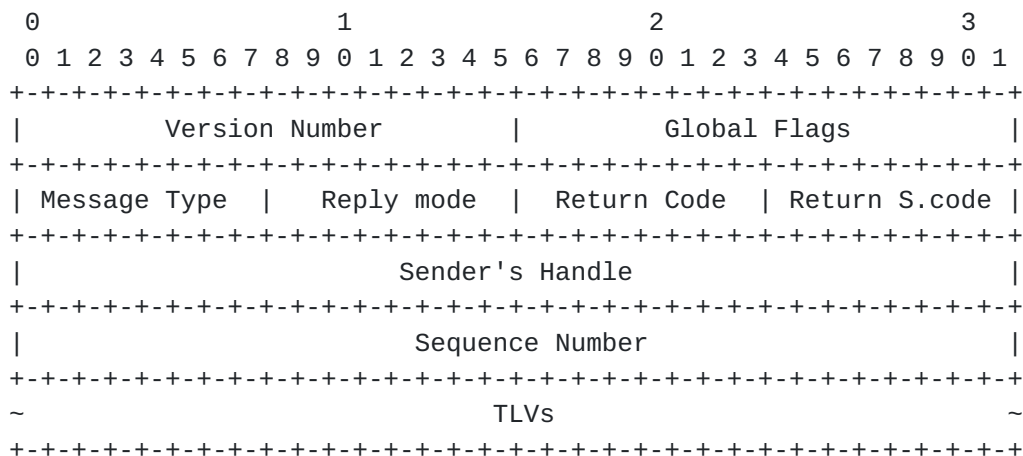 0                   1                   2                   3
 0 1 2 3 4 5 6 7 8 9 0 1 2 3 4 5 6 7 8 9 0 1 2 3 4 5 6 7 8 9 0 1
+-+-+-+-+-+-+-+-+-+-+-+-+-+-+-+-+-+-+-+-+-+-+-+-+-+-+-+-+-+-+-+-+
|         Version Number        |         Global Flags          |
+-+-+-+-+-+-+-+-+-+-+-+-+-+-+-+-+-+-+-+-+-+-+-+-+-+-+-+-+-+-+-+-+
| Message Type  |   Reply mode  |  Return Code  | Return S.code |
+-+-+-+-+-+-+-+-+-+-+-+-+-+-+-+-+-+-+-+-+-+-+-+-+-+-+-+-+-+-+-+-+
|                        Sender's Handle                        |
+-+-+-+-+-+-+-+-+-+-+-+-+-+-+-+-+-+-+-+-+-+-+-+-+-+-+-+-+-+-+-+-+
|                         Sequence Number                       |
+-+-+-+-+-+-+-+-+-+-+-+-+-+-+-+-+-+-+-+-+-+-+-+-+-+-+-+-+-+-+-+-+
~                              TLVs                             ~
+-+-+-+-+-+-+-+-+-+-+-+-+-+-+-+-+-+-+-+-+-+-+-+-+-+-+-+-+-+-+-+-+